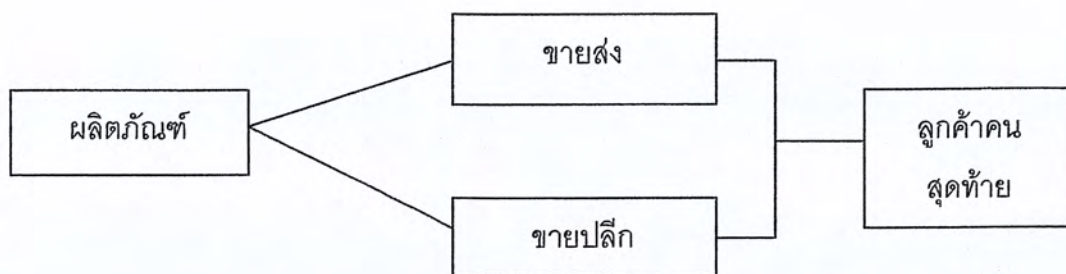 ขายส่ง
ผลิตภัณฑ์
ลูกค้าคน
สุดท้าย
ขายปลีก